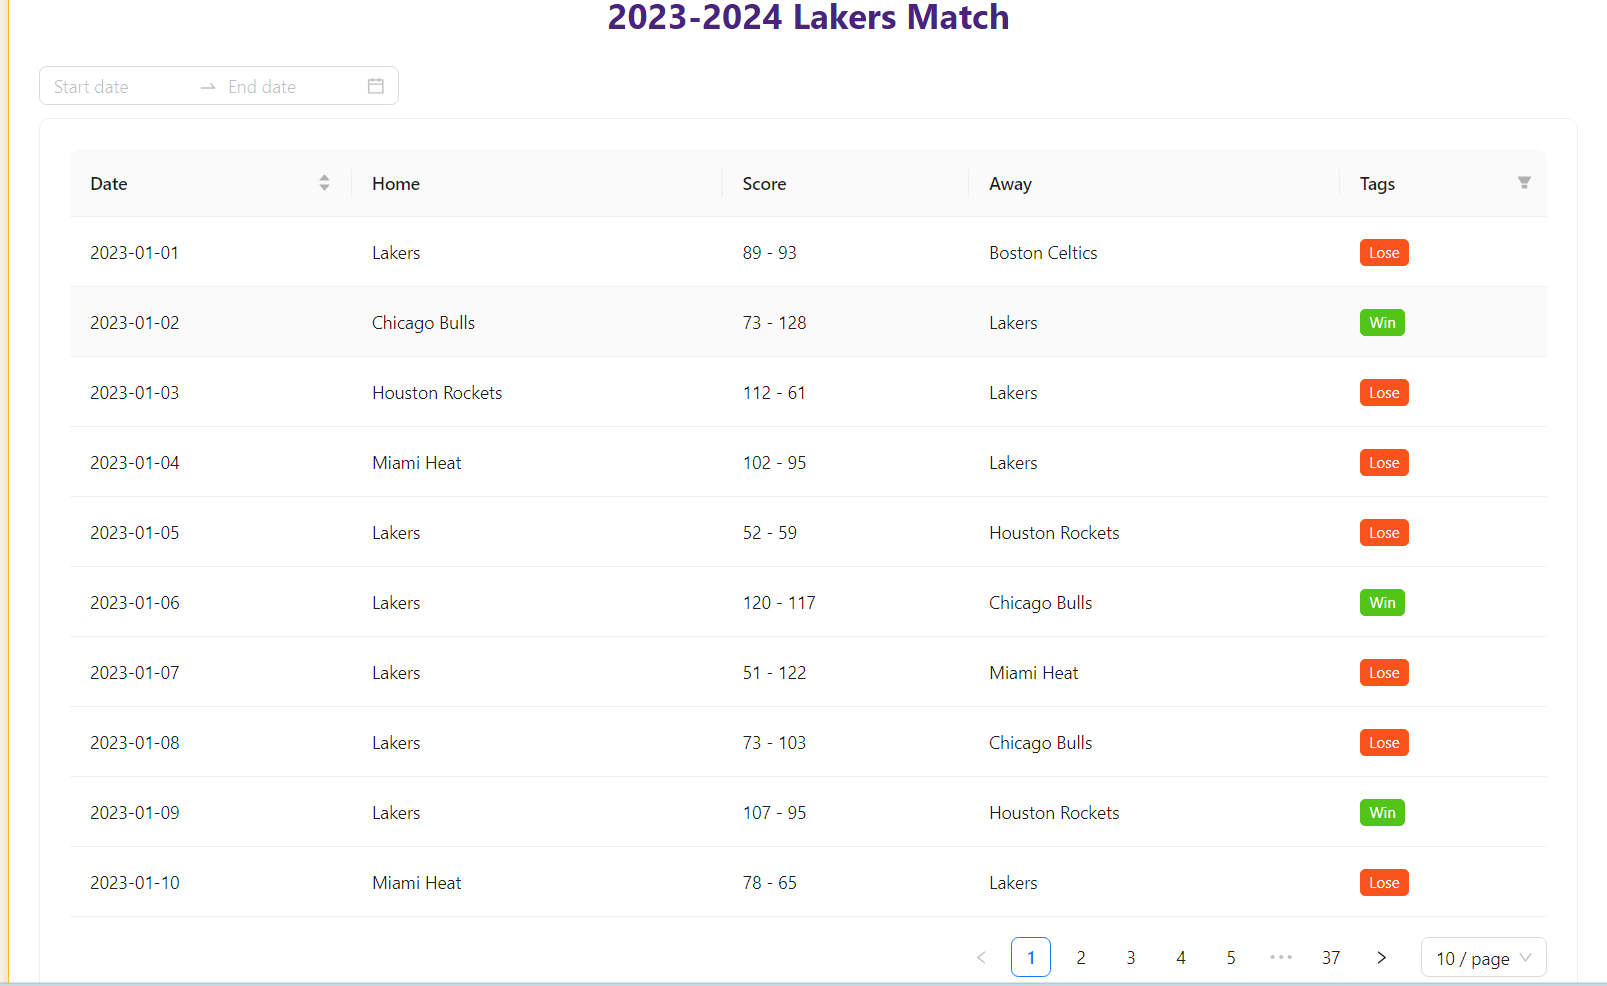 2023-2024 Lakers Match
Start date → End date
Date Home Score Away Tags
2023-01-01 Lakers 89 - 93 Boston Celtics Lose
2023-01-02 Chicago Bulls 73 - 128 Lakers Win
2023-01-03 Houston Rockets 112 - 61 Lakers Lose
2023-01-04 Miami Heat 102 - 95 Lakers Lose
2023-01-05 Lakers 52 - 59 Houston Rockets Lose
2023-01-06 Lakers 120 - 117 Chicago Bulls Win
2023-01-07 Lakers 51 - 122 Miami Heat Lose
2023-01-08 Lakers 73 - 103 Chicago Bulls Lose
2023-01-09 Lakers 107 - 95 Houston Rockets Win
2023-01-10 Miami Heat 78 - 65 Lakers Lose
< 1 2 3 4 5 ••• 37 > 10 / page